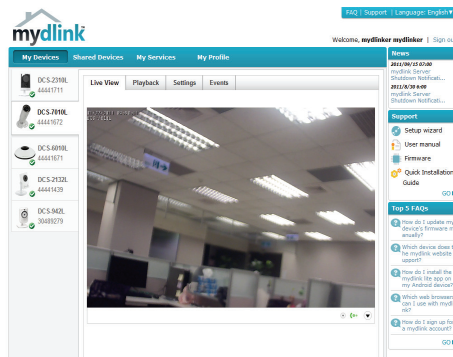 FAQ | Support | Language: English
mydlink
Welcome, mydlinker mydlinker | Sign ou
My Devices
Shared Devices
My Services
My Profile
DCS-2310L
44441711
DCS-7010L
44441672
DCS-6010L
44441671
DCS-2132L
44441439
DCS-942L
30489279
Live View
Playback
Settings
Events
News
2011/09/15 07:00
mydlink Server
Shutdown Notificati...
2011/8/30 6:00
mydlink Server
Shutdown Notificati...
Support
Setup wizard
User manual
Firmware
Quick Installation
Guide
GO
Top 5 FAQs
How do I update my
device's firmware m
anually?
Which device does t
he mydlink website
upport?
How do I install the
mydlink lite app on
my Android device?
Which web browser
can I use with mydli
nk?
How do I sign up fo
a mydlink account?
GO